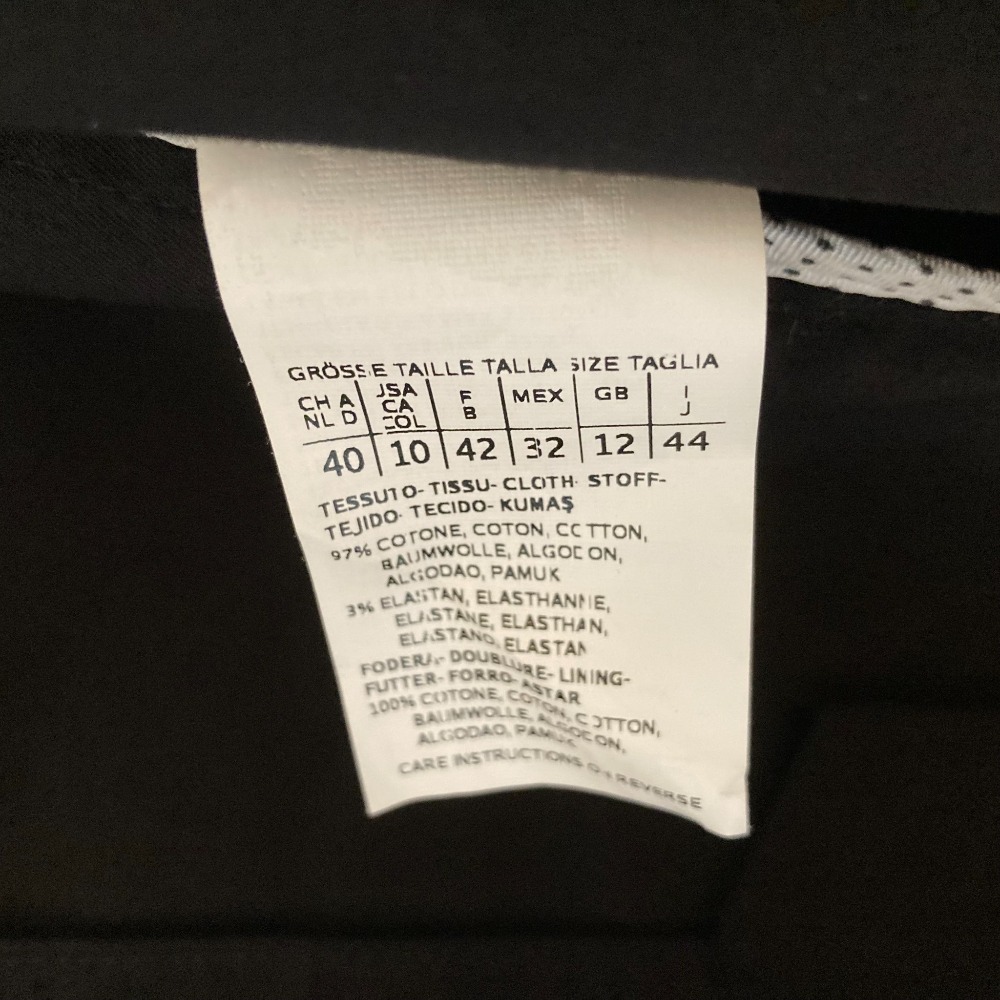 GRÖSSE TAILLE TALLA SIZE TAGLIA
CH A USA F MEX GB I
NL D CA B J
COL
40 10 42 32 12 44
TESSUTO- TISSU- CLOTH- STOFF-
TEJIDO- TECIDO- KUMAŞ
97% COTONE, COTON, COTTON,
BAUMWOLLE, ALGODON,
ALGODAO, PAMUK
3% ELASTAN, ELASTHANNE,
ELASTANE, ELASTHAN,
ELASTANO, ELASTAN
FODERA- DOUBLURE- LINING-
FUTTER- FORRO- ASTAR
100% COTONE, COTON, COTTON,
BAUMWOLLE, ALGODON,
ALGODAO, PAMUK
CARE INSTRUCTIONS ON REVERSE